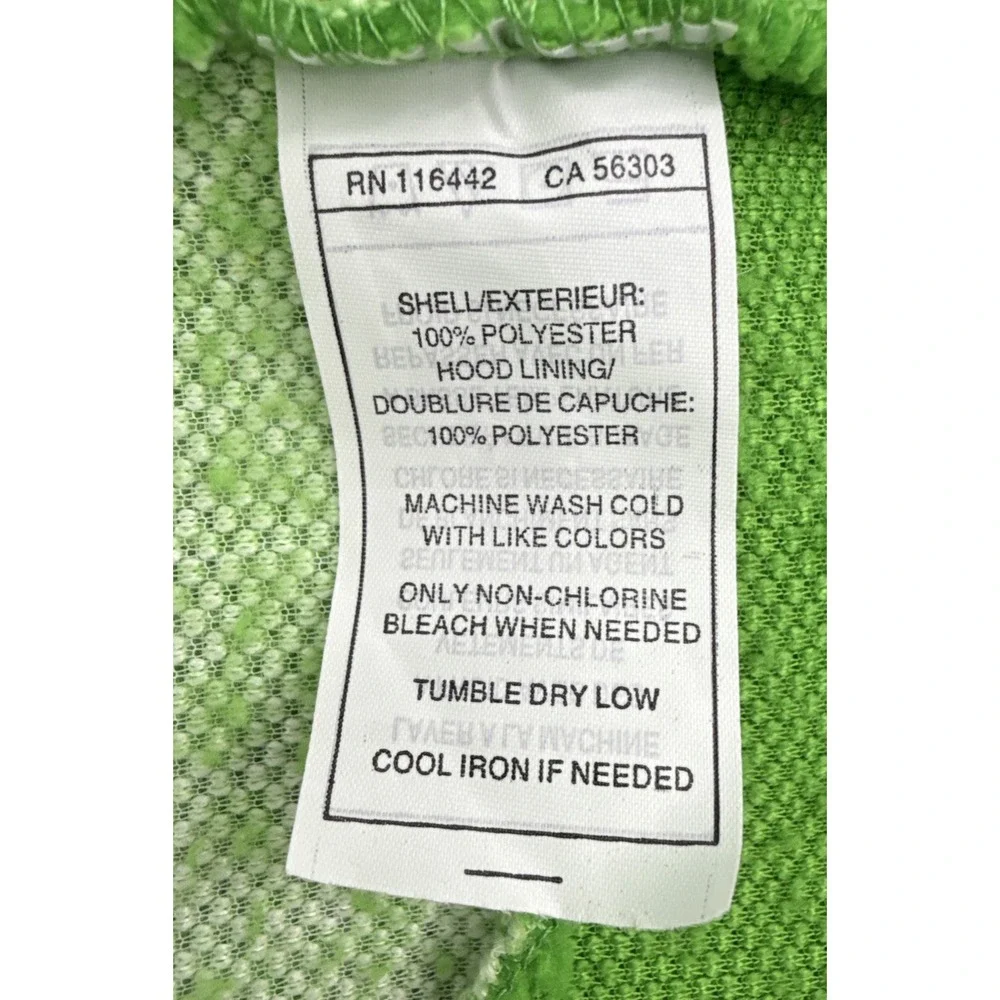 RN 116442 CA 56303
SHELL/EXTERIEUR:
100% POLYESTER
HOOD LINING/
DOUBLURE DE CAPUCHE:
100% POLYESTER
MACHINE WASH COLD
WITH LIKE COLORS
ONLY NON-CHLORINE
BLEACH WHEN NEEDED
TUMBLE DRY LOW
COOL IRON IF NEEDED